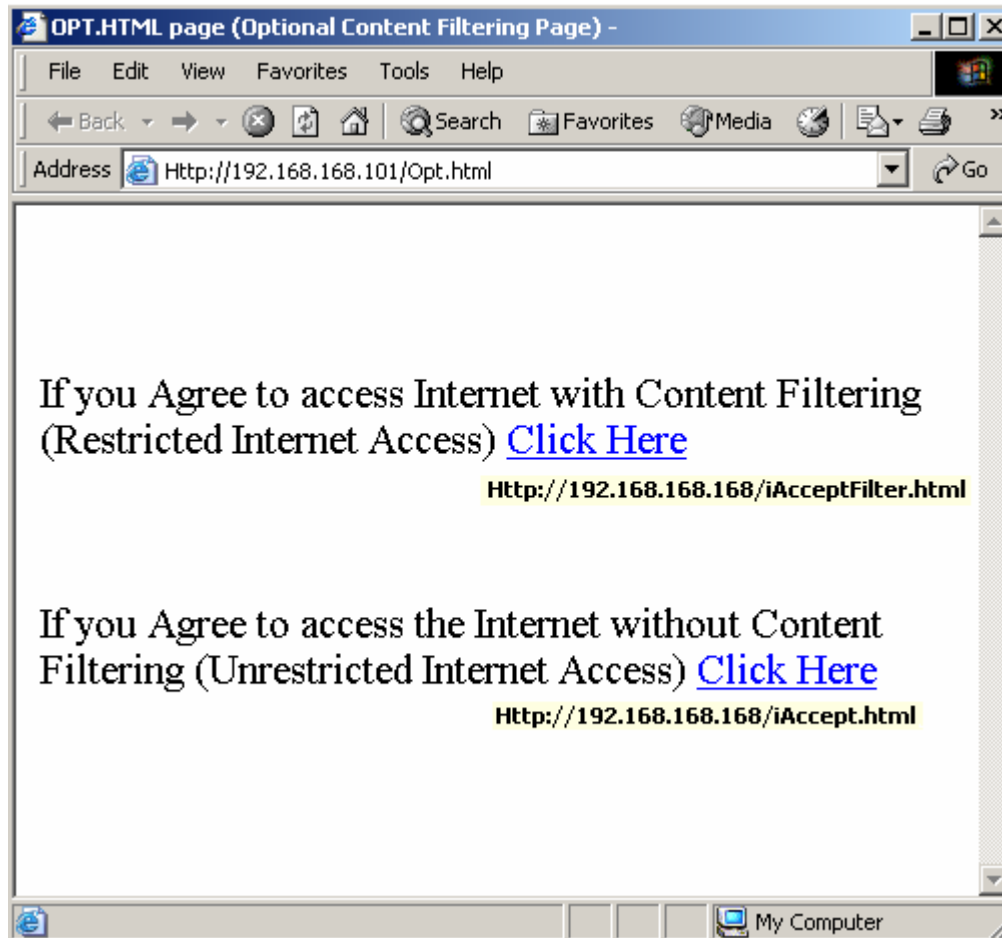 OPT.HTML page (Optional Content Filtering Page) -
File Edit View Favorites Tools Help
Back Search Favorites Media
Address Http://192.168.168.101/Opt.html Go
If you Agree to access Internet with Content Filtering
(Restricted Internet Access) Click Here
Http://192.168.168.168/iAcceptFilter.html
If you Agree to access the Internet without Content
Filtering (Unrestricted Internet Access) Click Here
Http://192.168.168.168/iAccept.html
My Computer